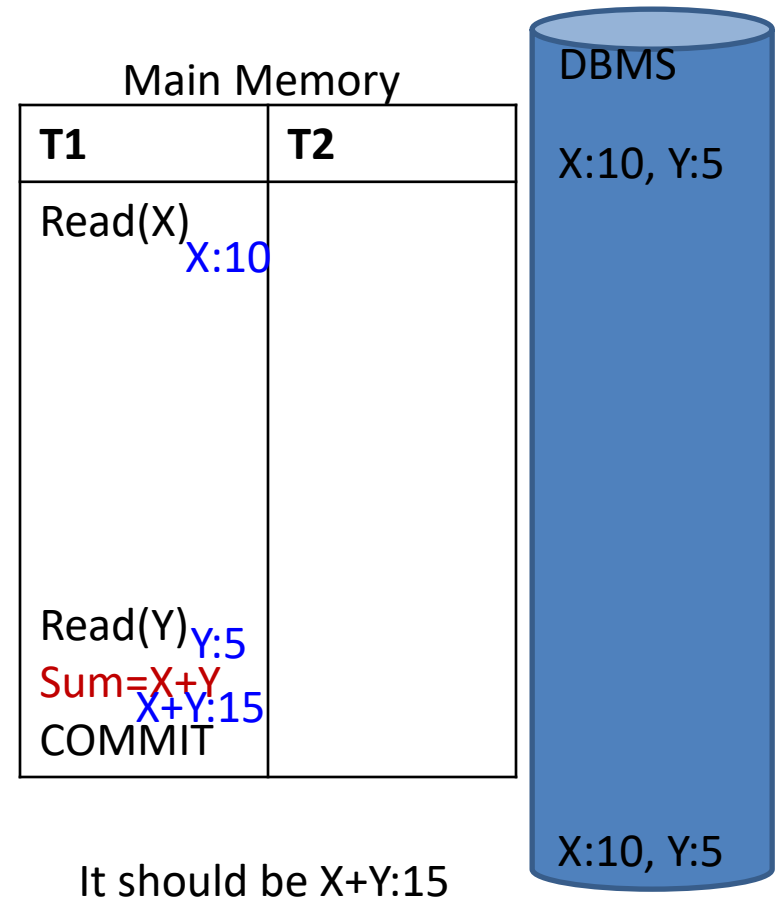 Main Memory
T1 T2
Read(X)
X:10
Read(Y)
Y:5
Sum=X+Y
X+Y:15
COMMIT
It should be X+Y:15
DBMS
X:10, Y:5
X:10, Y:5